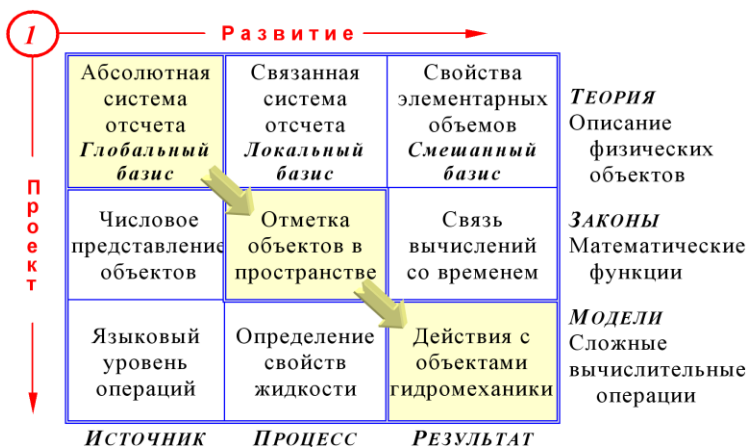 1
Развитие
Проект
Абсолютная
система
отсчета
Глобальный
базис
Связанная
система
отсчета
Локальный
базис
Свойства
элементарных
объемов
Смешанный
базис
ТЕОРИЯ
Описание
физических
объектов
Числовое
представление
объектов
Отметка
объектов в
пространстве
Связь
вычислений
со временем
ЗАКОНЫ
Математические
функции
Языковый
уровень
операций
Определение
свойств
жидкости
Действия с
объектами
гидромеханики
МОДЕЛИ
Сложные
вычислительные
операции
ИСТОЧНИК
ПРОЦЕСС
РЕЗУЛЬТАТ